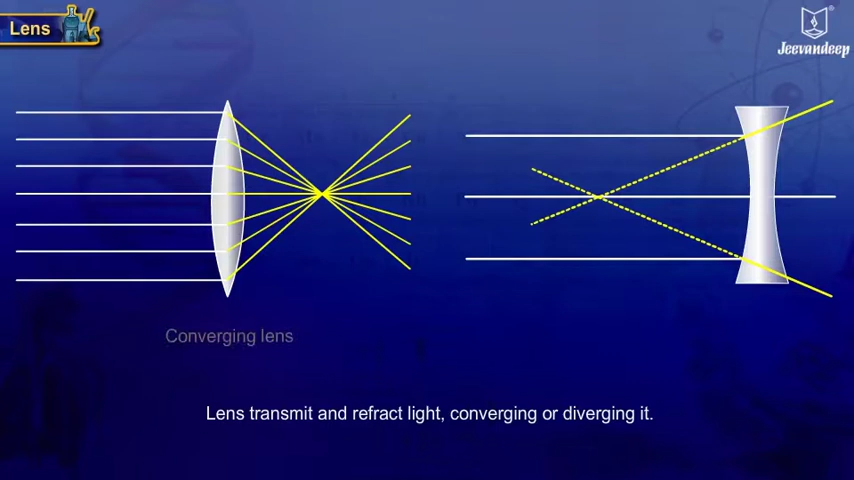 Lens
®
Jeevandeep
Converging lens
Lens transmit and refract light, converging or diverging it.